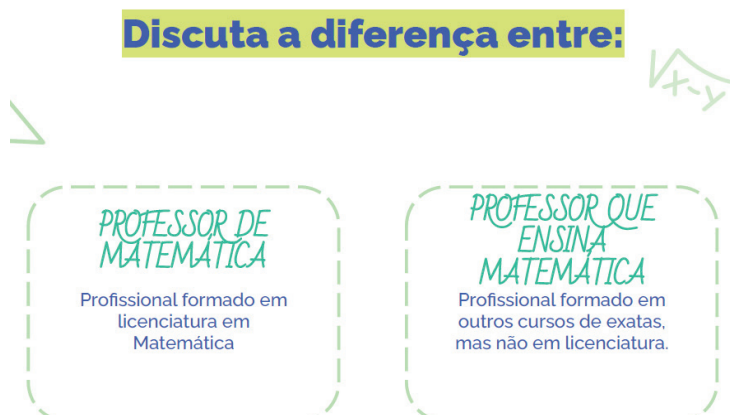 Discuta a diferença entre:
x-y
PROFESSOR DE
MATEMÁTICA
Profissional formado em
licenciatura em
Matemática
PROFESSOR QUE
ENSINA
MATEMÁTICA
Profissional formado em
outros cursos de exatas,
mas não em licenciatura.